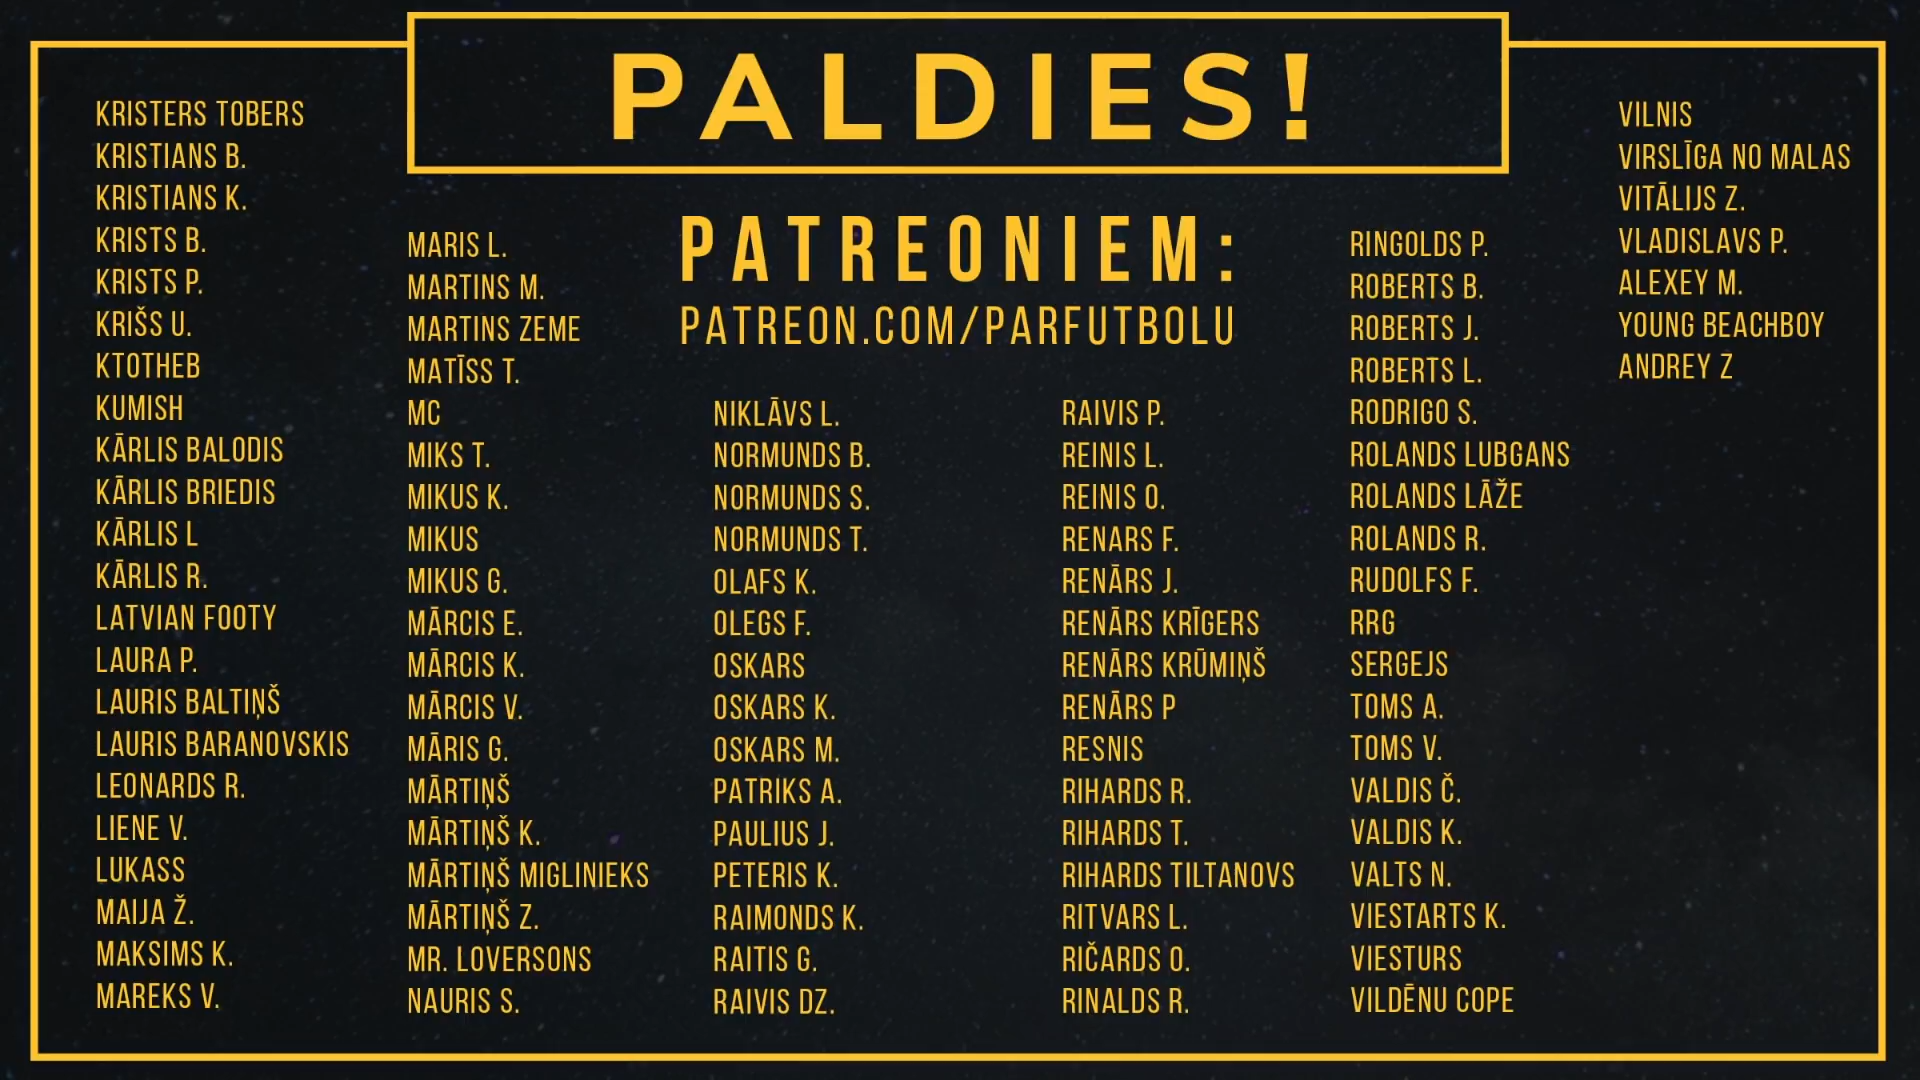 PALDIES!
PATREONIEM:
PATREON.COM/PARFUTBOLU
KRISTERS TOBERS
KRISTIANS B.
KRISTIANS K.
KRISTS B.
KRISTS P.
KRIŠS U.
KTOTHEB
KUMISH
KĀRLIS BALODIS
KĀRLIS BRIEDIS
KĀRLIS L
KĀRLIS R.
LATVIAN FOOTY
LAURA P.
LAURIS BALTIŅŠ
LAURIS BARANOVSKIS
LEONARDS R.
LIENE V.
LUKASS
MAIJA Ž.
MAKSIMS K.
MAREKS V.
MARIS L.
MARTINS M.
MARTINS ZEME
MATĪSS T.
MC
MIKS T.
MIKUS K.
MIKUS
MIKUS G.
MĀRCIS E.
MĀRCIS K.
MĀRCIS V.
MĀRIS G.
MĀRTIŅŠ
MĀRTIŅŠ K.
MĀRTIŅŠ MIGLINIEKS
MĀRTIŅŠ Z.
MR. LOVERSONS
NAURIS S.
NIKLĀVS L.
NORMUNDS B.
NORMUNDS S.
NORMUNDS T.
OLAFS K.
OLEGS F.
OSKARS
OSKARS K.
OSKARS M.
PATRIKS A.
PAULIUS J.
PETERIS K.
RAIMONDS K.
RAITIS G.
RAIVIS DZ.
RAIVIS P.
REINIS L.
REINIS O.
RENARS F.
RENĀRS J.
RENĀRS KRĪGERS
RENĀRS KRŪMIŅŠ
RENĀRS P
RESNIS
RIHARDS R.
RIHARDS T.
RIHARDS TILTANOVS
RITVARS L.
RIČARDS O.
RINALDS R.
RINGOLDS P.
ROBERTS B.
ROBERTS J.
ROBERTS L.
RODRIGO S.
ROLANDS LUBGANS
ROLANDS LĀŽE
ROLANDS R.
RUDOLFS F.
RRG
SERGEJS
TOMS A.
TOMS V.
VALDIS Č.
VALDIS K.
VALTS N.
VIESTARTS K.
VIESTURS
VILDĒNU COPE
VILNIS
VIRSLĪGA NO MALAS
VITĀLIJS Z.
VLADISLAVS P.
ALEXEY M.
YOUNG BEACHBOY
ANDREY Z